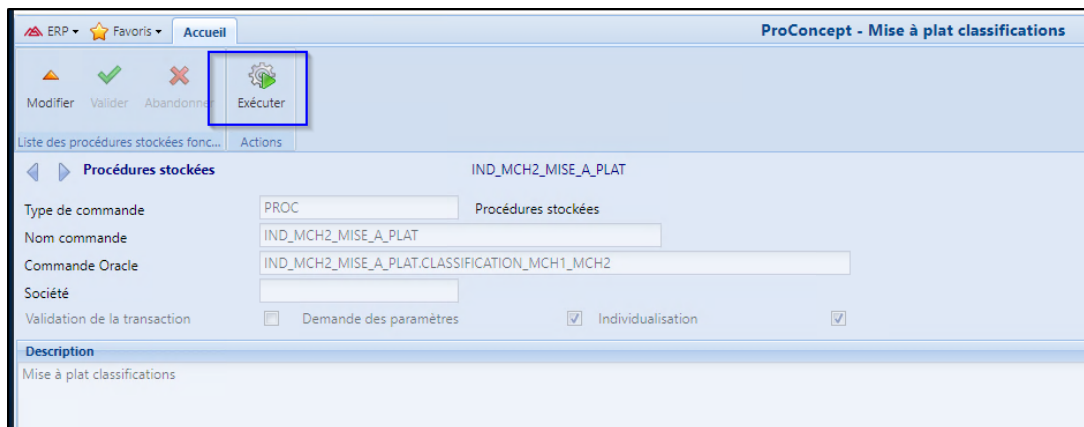 ERP Favoris Accueil ProConcept - Mise à plat classifications
Modifier Valider Abandonner Exécuter
Liste des procédures stockées fonc... Actions
Procédures stockées IND_MCH2_MISE_A_PLAT
Type de commande PROC Procédures stockées
Nom commande IND_MCH2_MISE_A_PLAT
Commande Oracle IND_MCH2_MISE_A_PLAT.CLASSIFICATION_MCH1_MCH2
Société
Validation de la transaction Demande des paramètres Individualisation
Description
Mise à plat classifications